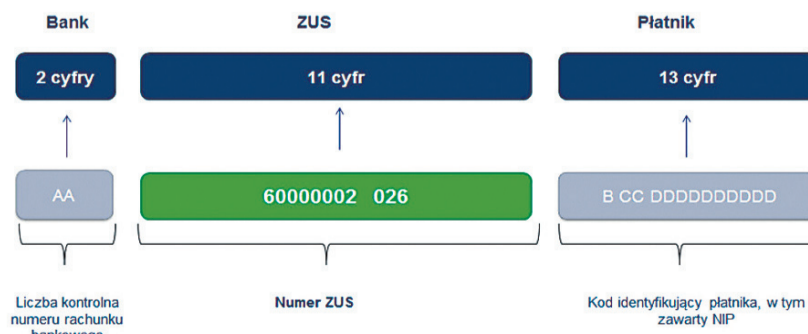 Bank ZUS Płatnik
2 cyfry 11 cyfr 13 cyfr
AA 60000002 026 B CC DDDDDDDDDD
Liczba kontrolna
numeru rachunku
bankowego
Numer ZUS
Kod identyfikujący płatnika, w tym
zawarty NIP